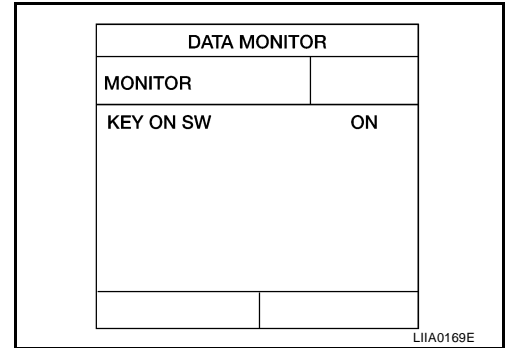 DATA MONITOR
MONITOR
KEY ON SW ON
LIIA0169E